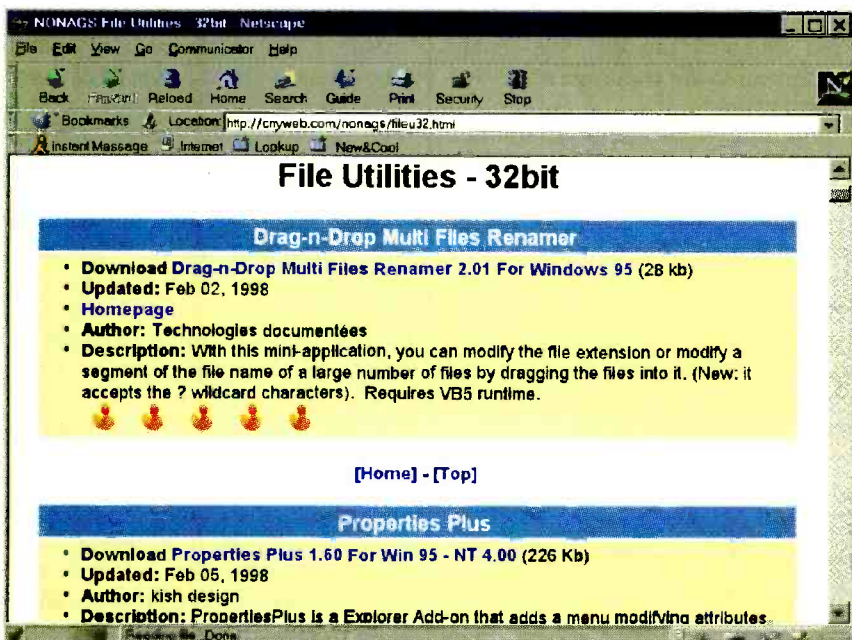 NONAGS File Utilities 32bit Netscape
File Edit View Go Communicator Help
Back Forward Reload Home Search Guide Print Security Stop
N
Bookmarks Location: http://cnyweb.com/nonags/fileu32.html
Instant Message Internet Lookup New&Cool
File Utilities - 32bit
Drag-n-Drop Multi Files Renamer
• Download Drag-n-Drop Multi Files Renamer 2.01 For Windows 95 (28 kb)
• Updated: Feb 02, 1998
• Homepage
• Author: Technologies documentées
• Description: With this mini-application, you can modify the file extension or modify a
segment of the file name of a large number of files by dragging the files into it. (New: it
accepts the ? wildcard characters). Requires VB5 runtime.
[Home] - [Top]
Properties Plus
• Download Properties Plus 1.60 For Win 95 - NT 4.00 (226 Kb)
• Updated: Feb 05, 1998
• Author: kish design
• Description: PropertiesPlus is a Explorer Add-on that adds a menu modifying attributes
Done